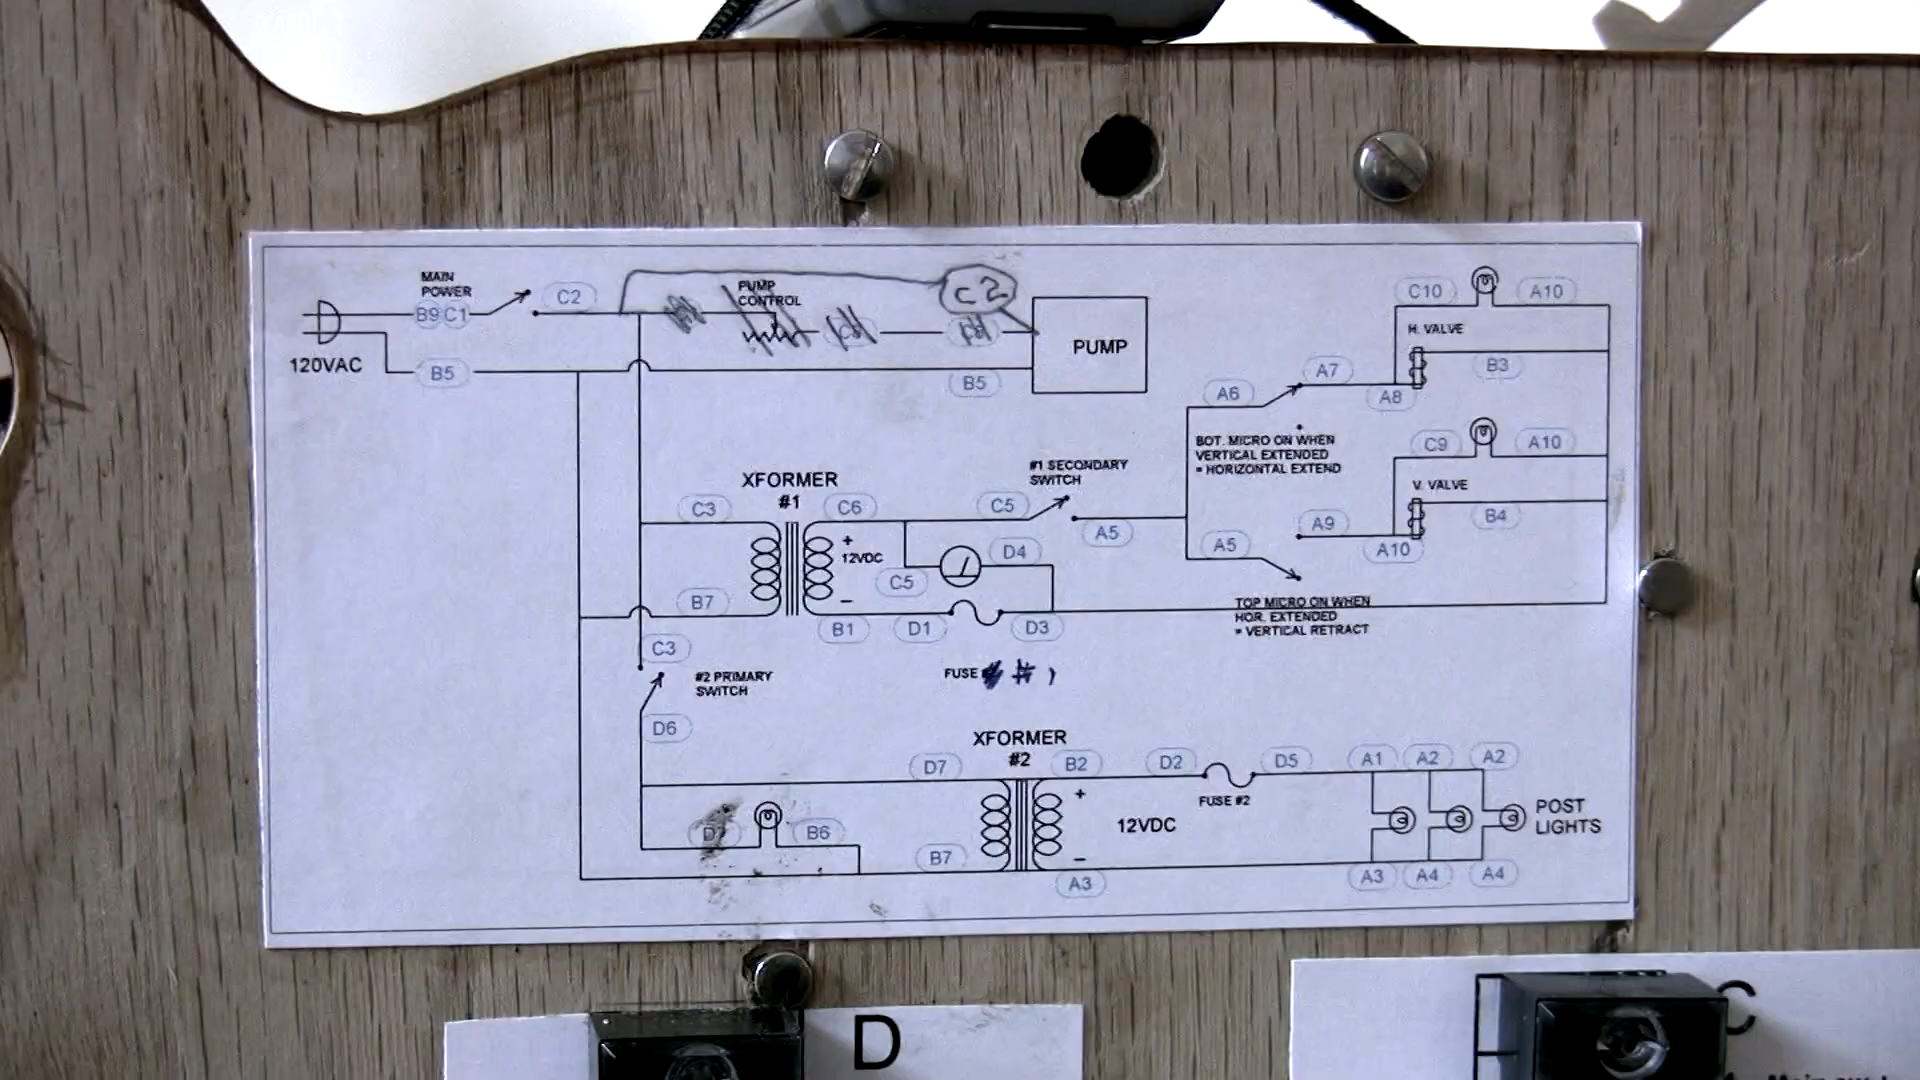 MAIN
POWER
B9 C1
C2
PUMP
CONTROL
C2
120VAC
B5
PUMP
B5
C10
A10
H. VALVE
B3
A6
A7
A8
BOT. MICRO ON WHEN
VERTICAL EXTENDED
= HORIZONTAL EXTEND
C9
A10
V. VALVE
B4
A9
A10
A5
TOP MICRO ON WHEN
HOR. EXTENDED
= VERTICAL RETRACT
XFORMER
#1
C3
C6
C5
#1 SECONDARY
SWITCH
A5
+
12VDC
–
C5
D4
B7
B1
D1
D3
FUSE # 1
C3
#2 PRIMARY
SWITCH
D6
XFORMER
#2
D7
B2
D2
D5
FUSE #2
A1
A2
A2
+
12VDC
–
POST
LIGHTS
D7
B6
B7
A3
A3
A4
A4
D
C